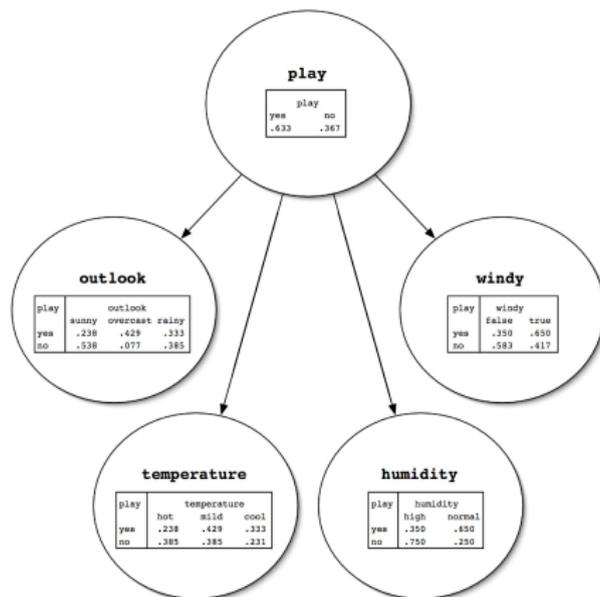 play
play
yes no
.633 .367
outlook
play outlook
sunny overcast rainy
yes .238 .429 .333
no .538 .077 .385
windy
play windy
false true
yes .350 .650
no .583 .417
temperature
play temperature
hot mild cool
yes .238 .429 .333
no .385 .385 .231
humidity
play humidity
high normal
yes .350 .650
no .750 .250